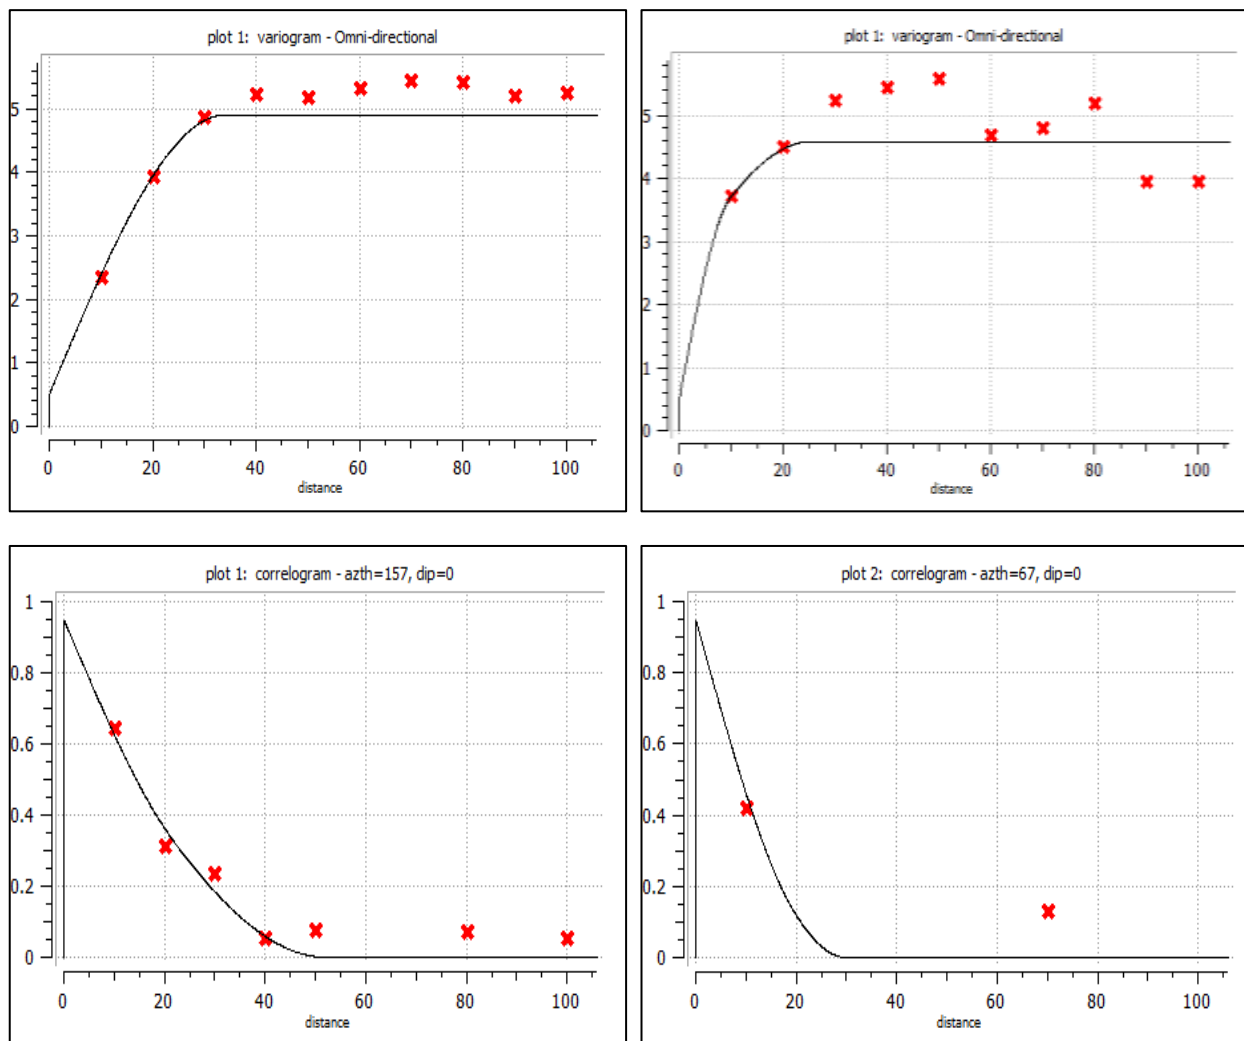 plot 1: variogram - Omni-directional
5
4
3
2
1
0
0 20 40 60 80 100
distance
plot 1: variogram - Omni-directional
5
4
3
2
1
0
0 20 40 60 80 100
distance
plot 1: correlogram - azth=157, dip=0
1
0.8
0.6
0.4
0.2
0
0 20 40 60 80 100
distance
plot 2: correlogram - azth=67, dip=0
1
0.8
0.6
0.4
0.2
0
0 20 40 60 80 100
distance